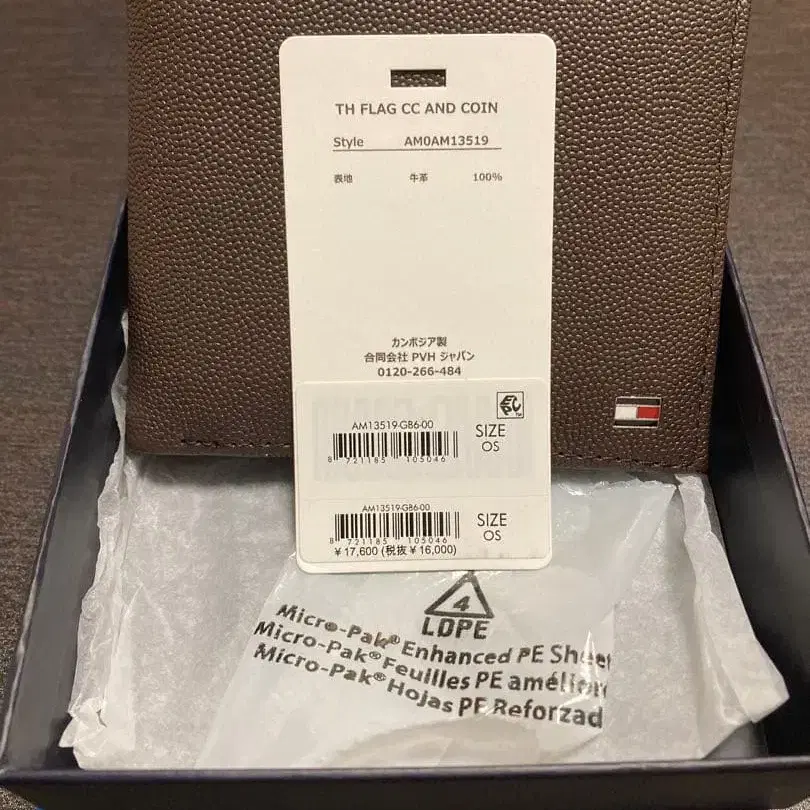 TH FLAG CC AND COIN
Style AM0AM13519
表地 牛革 100%
カンボジア製
合同会社 PVH ジャパン
0120-266-484
EPC™
AM13519-GB6-00
SIZE
OS
8 721185 105046
AM13519-GB6-00
SIZE
OS
8 721185 105046
¥17,600 (税抜¥16,000)
4
LDPE
Micro-Pak® Enhanced PE Sheet
Micro-Pak® Feuilles PE amélior
Micro-Pak® Hojas PE Reforzad